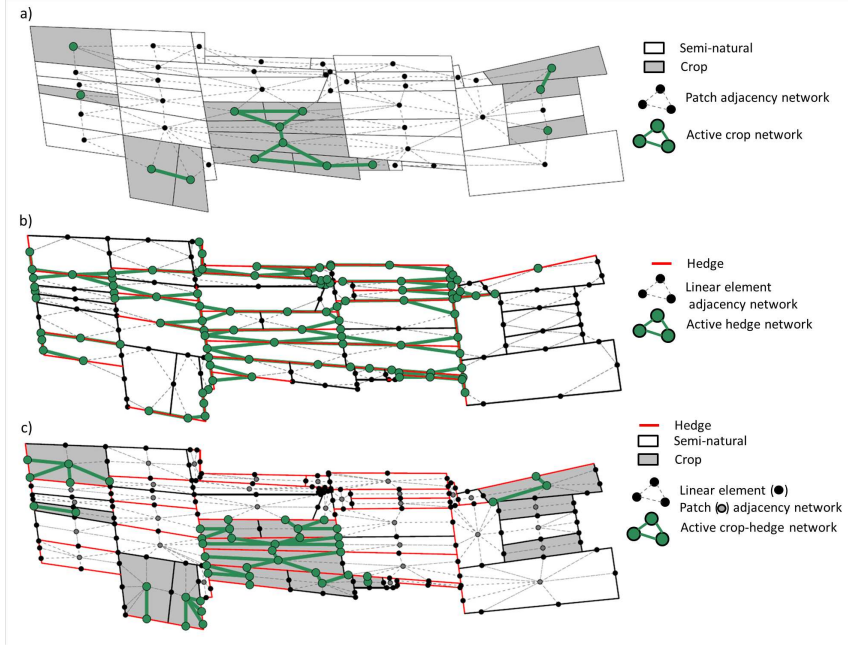 a)
Semi-natural
Crop
Patch adjacency network
Active crop network
b)
Hedge
Linear element
adjacency network
Active hedge network
c)
Hedge
Semi-natural
Crop
Linear element (●)
Patch (●) adjacency network
Active crop-hedge network